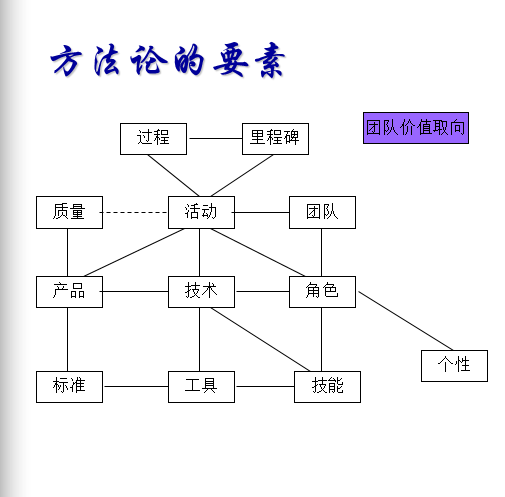 方法论的要素
团队价值取向
过程
里程碑
质量
活动
团队
产品
技术
角色
个性
标准
工具
技能